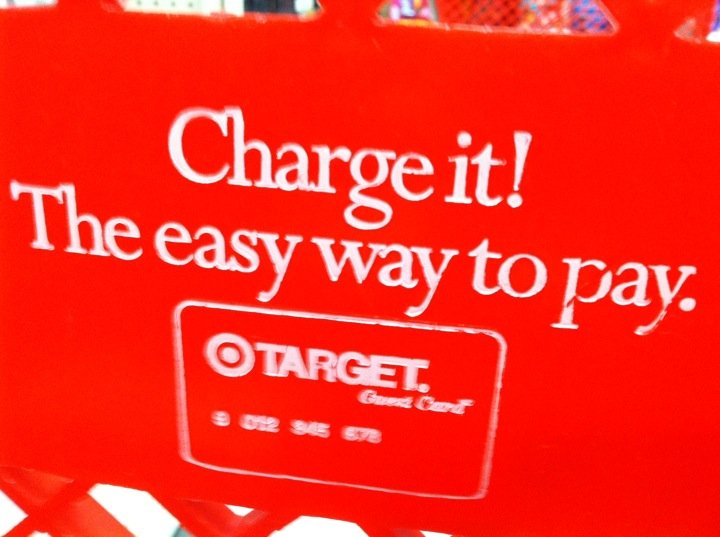 Charge it!
The easy way to pay.
TARGET.
Guest Card
9 012 345 678